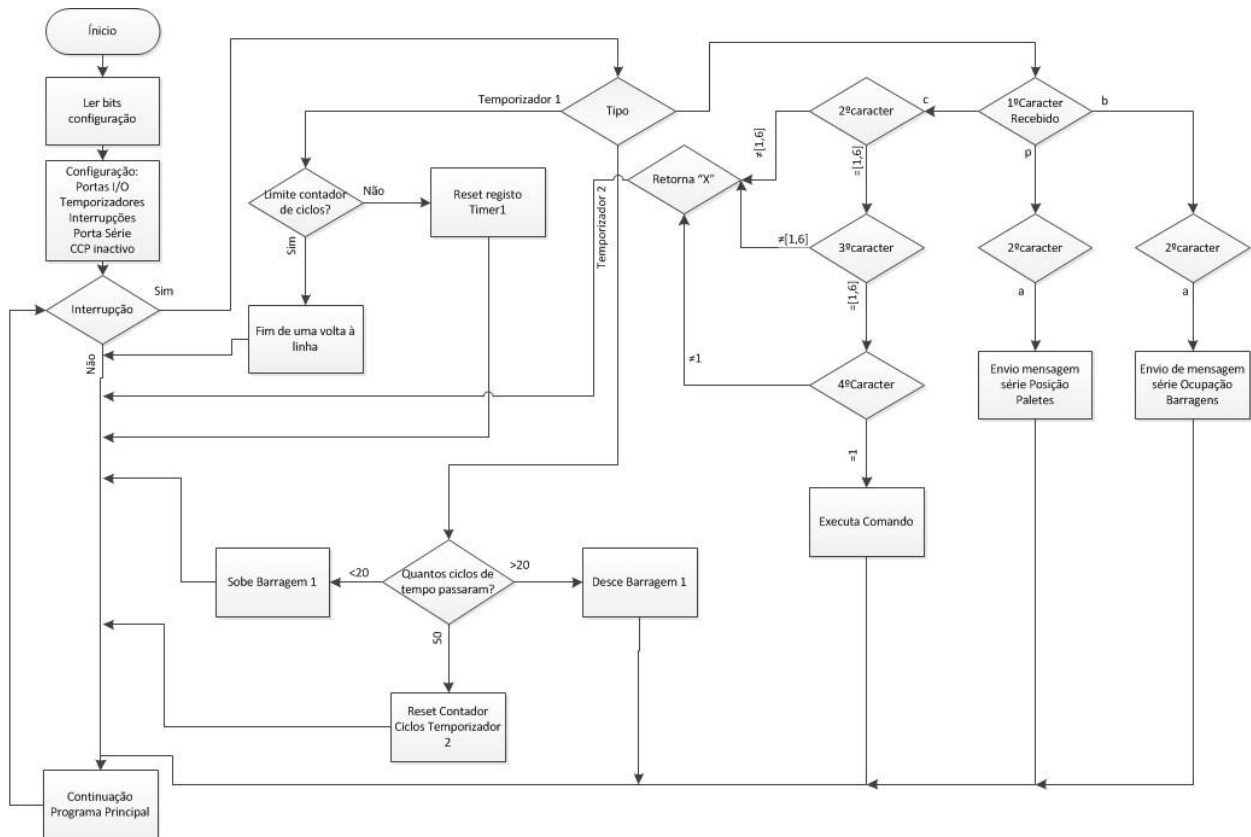 Ínicio
Ler bits
configuração
Configuração:
Portas I/O
Temporizadores
Interrupções
Porta Série
CCP inactivo
Interrupção
Sim
Não
Continuação
Programa Principal
Tipo
Temporizador 1
Limite contador
de ciclos?
Não
Sim
Reset registo
Timer1
Fim de uma volta à
linha
Temporizador 2
Quantos ciclos de
tempo passaram?
<20
>20
50
Sobe Barragem 1
Desce Barragem 1
Reset Contador
Ciclos Temporizador
2
1ºCaracter
Recebido
c
p
b
2ºcaracter
≠[1,6]
=[1,6]
Retorna “X”
3ºcaracter
≠[1,6]
=[1,6]
4ºCaracter
≠1
=1
Executa Comando
2ºcaracter
a
Envio mensagem
série Posição
Paletes
2ºcaracter
a
Envio de mensagem
série Ocupação
Barragens